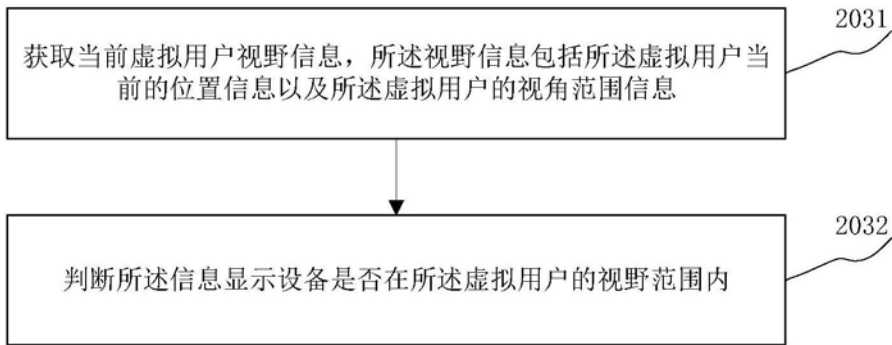 2031
获取当前虚拟用户视野信息，所述视野信息包括所述虚拟用户当
前的位置信息以及所述虚拟用户的视角范围信息
2032
判断所述信息显示设备是否在所述虚拟用户的视野范围内